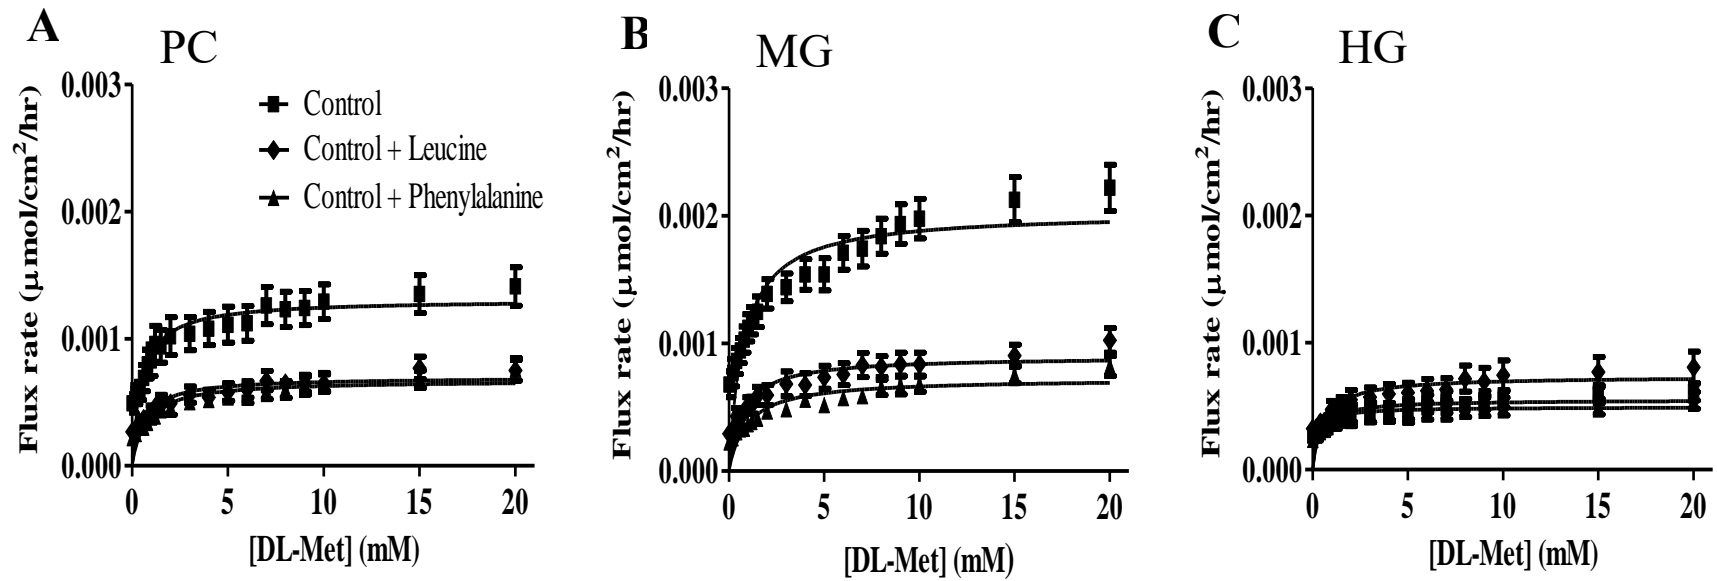 A
PC
Flux rate (μmol/cm²/hr)
0.003
0.002
0.001
0.000
Control
Control + Leucine
Control + Phenylalanine
0
5
10
15
20
[DL-Met] (mM)
B
MG
Flux rate (μmol/cm²/hr)
0.003
0.002
0.001
0.000
0
5
10
15
20
[DL-Met] (mM)
C
HG
Flux rate (μmol/cm²/hr)
0.003
0.002
0.001
0.000
0
5
10
15
20
[DL-Met] (mM)